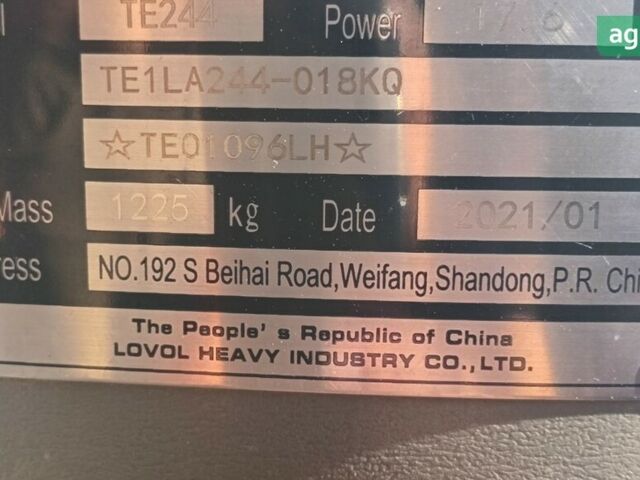 TE244 Power
ag
TE1LA244-018KQ
☆TE01096LH☆
Mass 1225 kg Date 2021/01
NO.192 S Beihai Road,Weifang,Shandong,P.R. Chi
The People's Republic of China
LOVOL HEAVY INDUSTRY CO.,LTD.